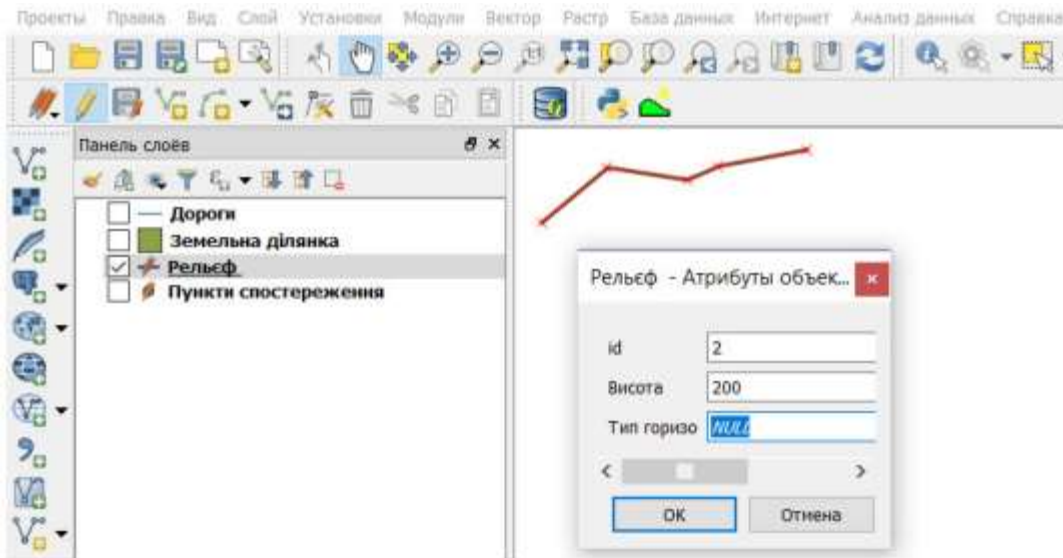 Проекты Правка Вид Слой Установки Модули Вектор Растр База данных Интернет Анализ данных Справка
Панель слоёв
Дороги
Земельна ділянка
Рельєф
Пункти спостереження
Рельєф - Атрибуты объек...
id 2
Висота 200
Тип горизо NULL
OK Отмена